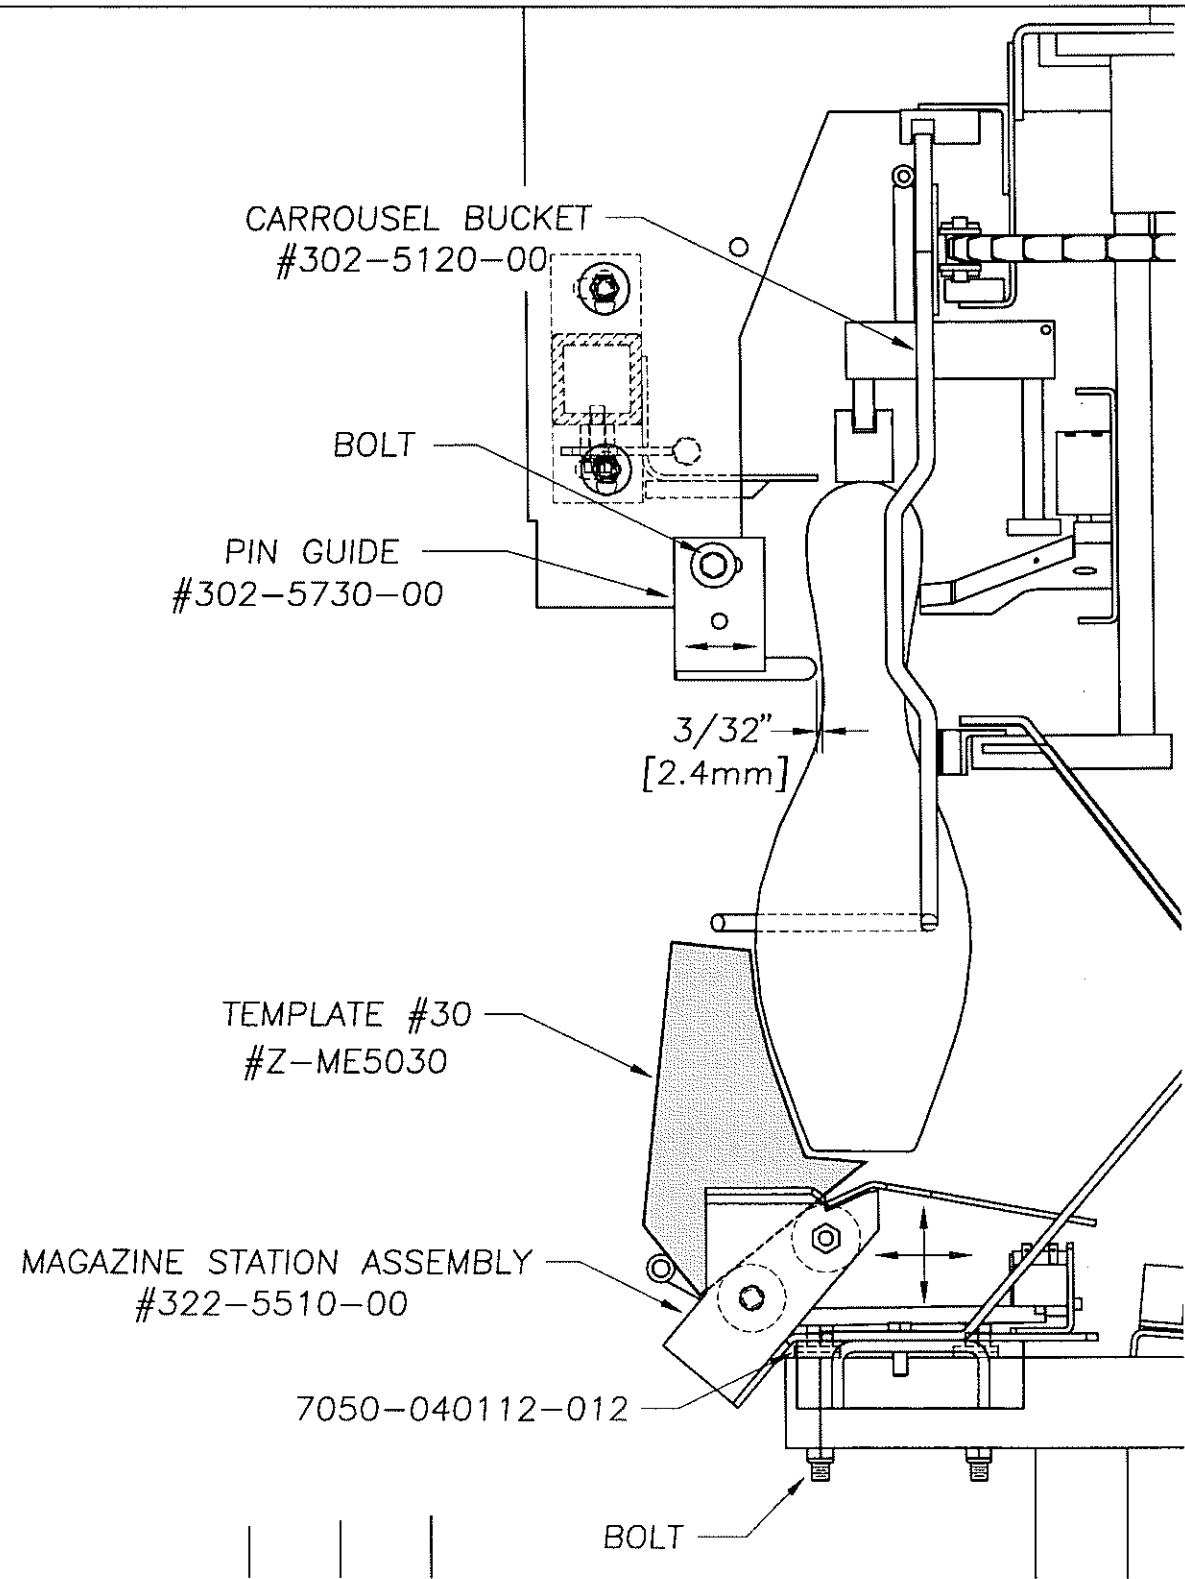 CARROUSEL BUCKET
#302-5120-00
BOLT
PIN GUIDE
#302-5730-00
3/32"
[2.4mm]
TEMPLATE #30
#Z-ME5030
MAGAZINE STATION ASSEMBLY
#322-5510-00
7050-040112-012
BOLT